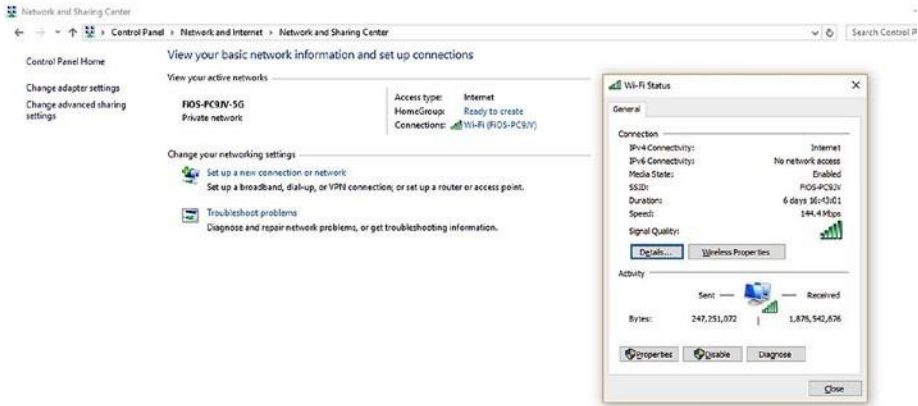 Network and Sharing Center
Control Panel > Network and Internet > Network and Sharing Center
Search Control P
Control Panel Home
Change adapter settings
Change advanced sharing
settings
View your basic network information and set up connections
View your active networks
FiOS-PC9JV-5G
Private network
Access type: Internet
HomeGroup: Ready to create
Connections: Wi-Fi (FiOS-PC9JV)
Change your networking settings
Set up a new connection or network
Set up a broadband, dial-up, or VPN connection; or set up a router or access point.
Troubleshoot problems
Diagnose and repair network problems, or get troubleshooting information.
Wi-Fi Status
General
Connection
IPv4 Connectivity: Internet
IPv6 Connectivity: No network access
Media State: Enabled
SSID: FiOS-PC9JV
Duration: 6 days 16:43:01
Speed: 144.4 Mbps
Signal Quality:
Details...
Wireless Properties
Activity
Sent — Received
Bytes: 247,251,072 | 1,876,542,676
Properties
Disable
Diagnose
Close